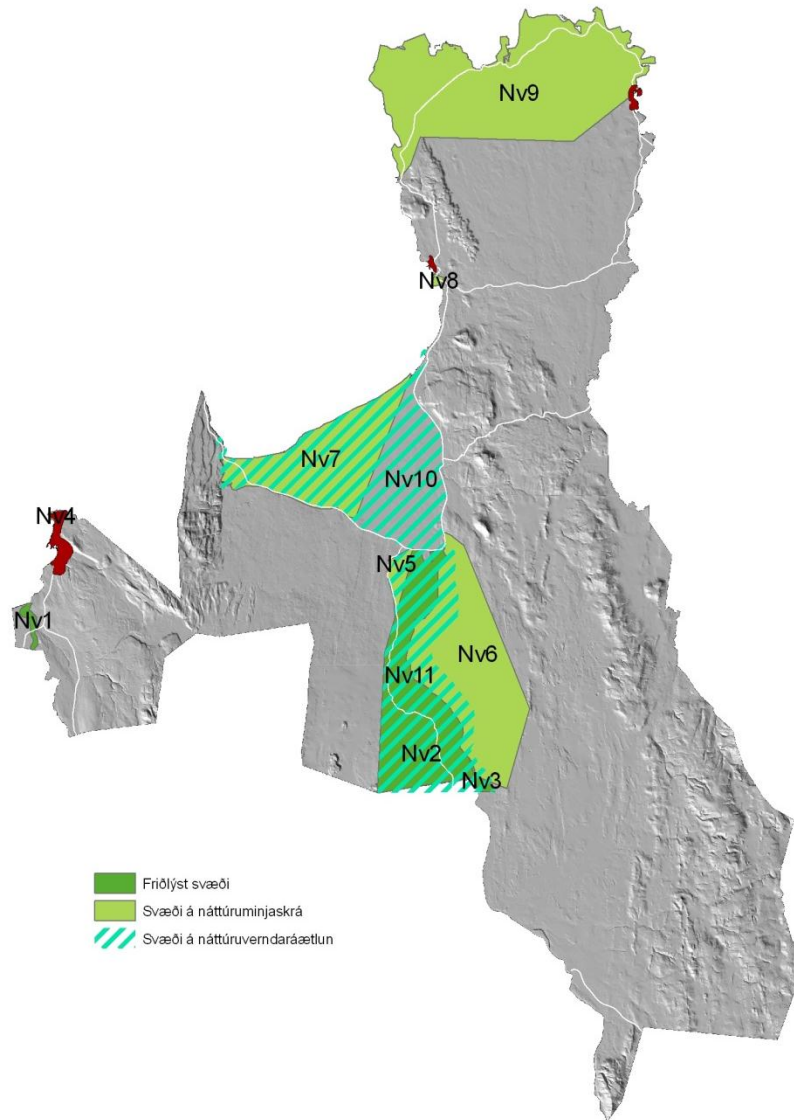 Nv9
Nv8
Nv7
Nv10
Nv4
Nv5
Nv1
Nv6
Nv11
Nv2
Nv3
Friðlýst svæði
Svæði á náttúruminjaskrá
Svæði á náttúruverndaráætlun